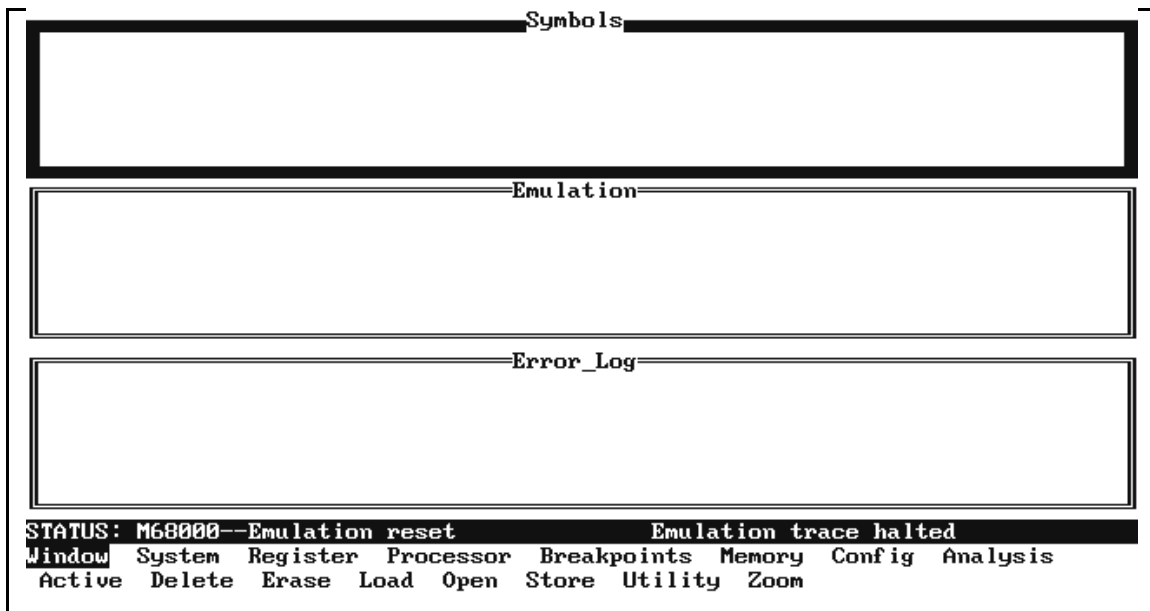 Symbols
Emulation
Error_Log
STATUS: M68000--Emulation reset Emulation trace halted
Window System Register Processor Breakpoints Memory Config Analysis
Active Delete Erase Load Open Store Utility Zoom